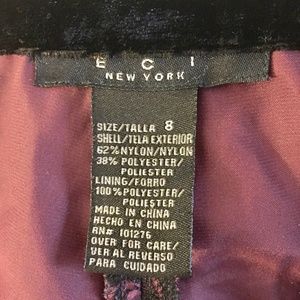 E C I
NEW YORK
SIZE/TALLA 8
SHELL/TELA EXTERIOR
62% NYLON/NYLON
38% POLYESTER/
POLIESTER
LINING/FORRO
100% POLYESTER/
POLIESTER
MADE IN CHINA
HECHO EN CHINA
RN# 101276
OVER FOR CARE/
VER AL REVERSO
PARA CUIDADO